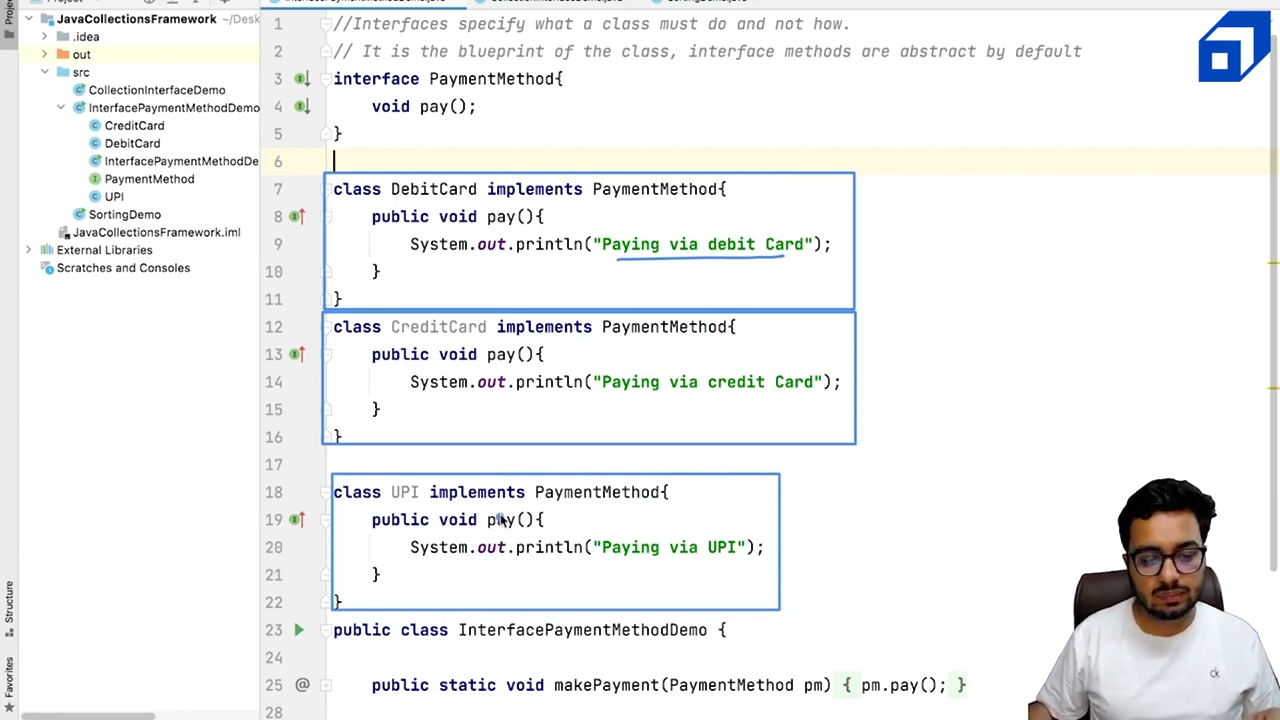 JavaCollectionsFramework ~/Desk
.idea
out
src
CollectionInterfaceDemo
InterfacePaymentMethodDemo
CreditCard
DebitCard
InterfacePaymentMethodDe
PaymentMethod
UPI
SortingDemo
JavaCollectionsFramework.iml
External Libraries
Scratches and Consoles
Structure
Favorites
1 //Interfaces specify what a class must do and not how.
2 // It is the blueprint of the class, interface methods are abstract by default
3 interface PaymentMethod{
4 void pay();
5 }
6
7 class DebitCard implements PaymentMethod{
8 public void pay(){
9 System.out.println("Paying via debit Card");
10 }
11 }
12 class CreditCard implements PaymentMethod{
13 public void pay(){
14 System.out.println("Paying via credit Card");
15 }
16 }
17
18 class UPI implements PaymentMethod{
19 public void pay(){
20 System.out.println("Paying via UPI");
21 }
22 }
23 public class InterfacePaymentMethodDemo {
24
25 @ public static void makePayment(PaymentMethod pm) { pm.pay(); }
28
ck